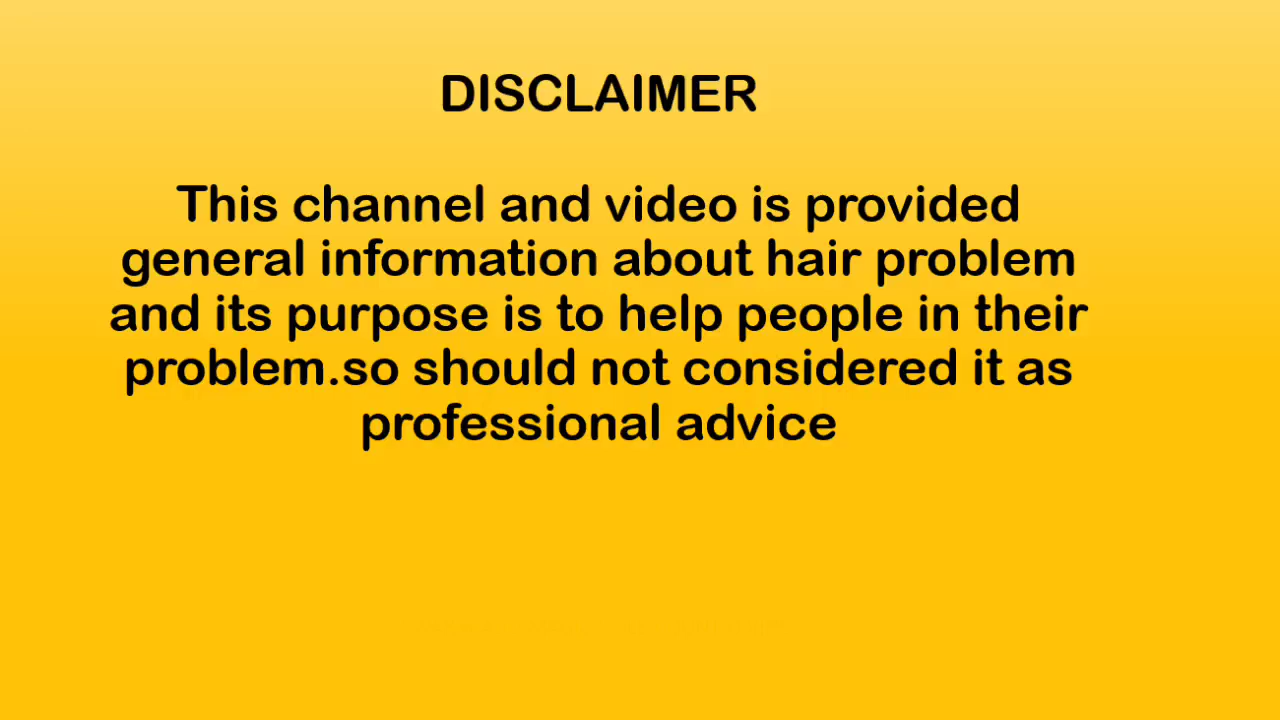 DISCLAIMER
This channel and video is provided
general information about hair problem
and its purpose is to help people in their
problem.so should not considered it as
professional advice